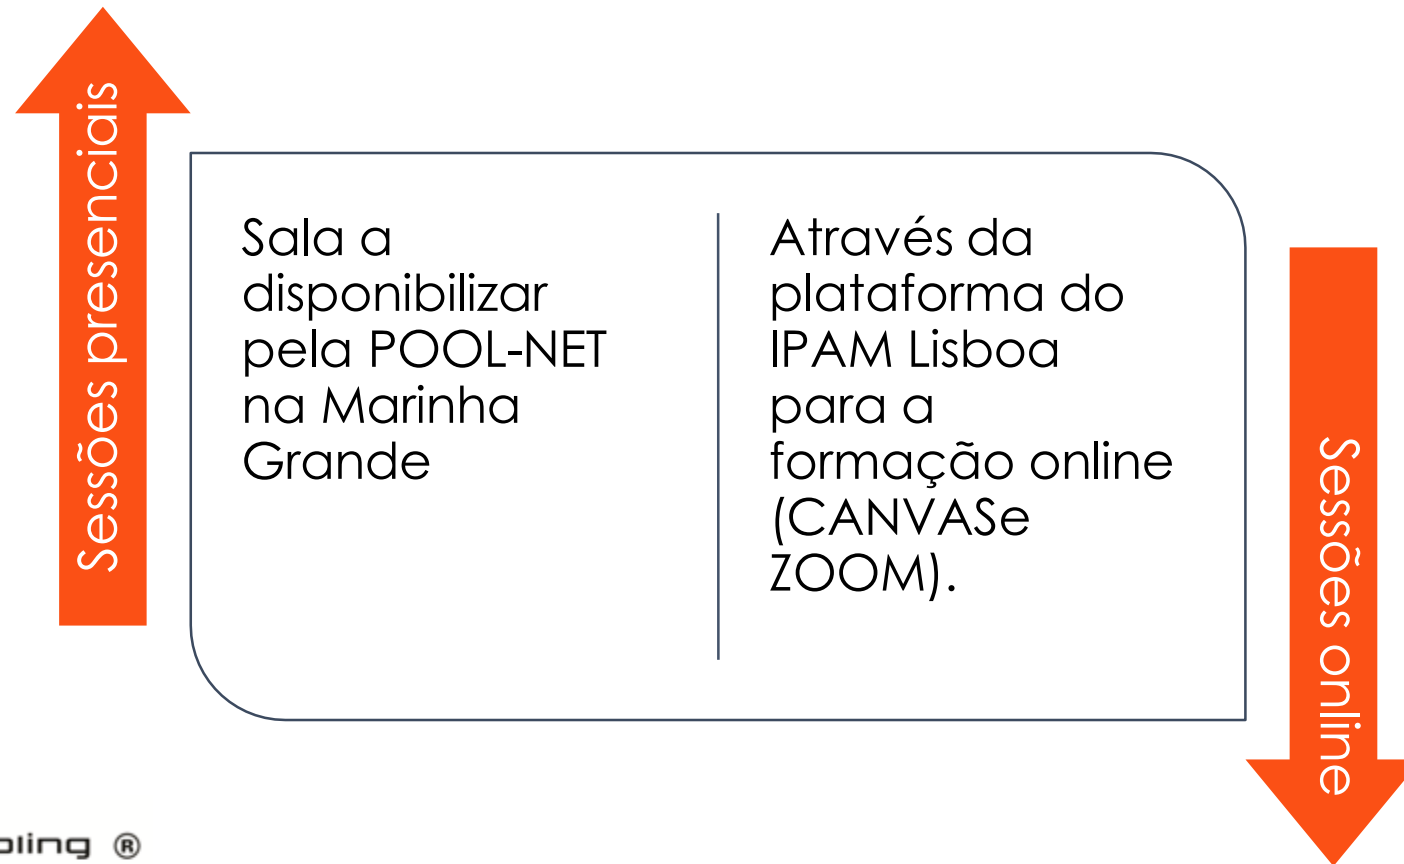 Sessões presenciais
Sala a
disponibilizar
pela POOL-NET
na Marinha
Grande
Através da
plataforma do
IPAM Lisboa
para a
formação online
(CANVASe
ZOOM).
Sessões online